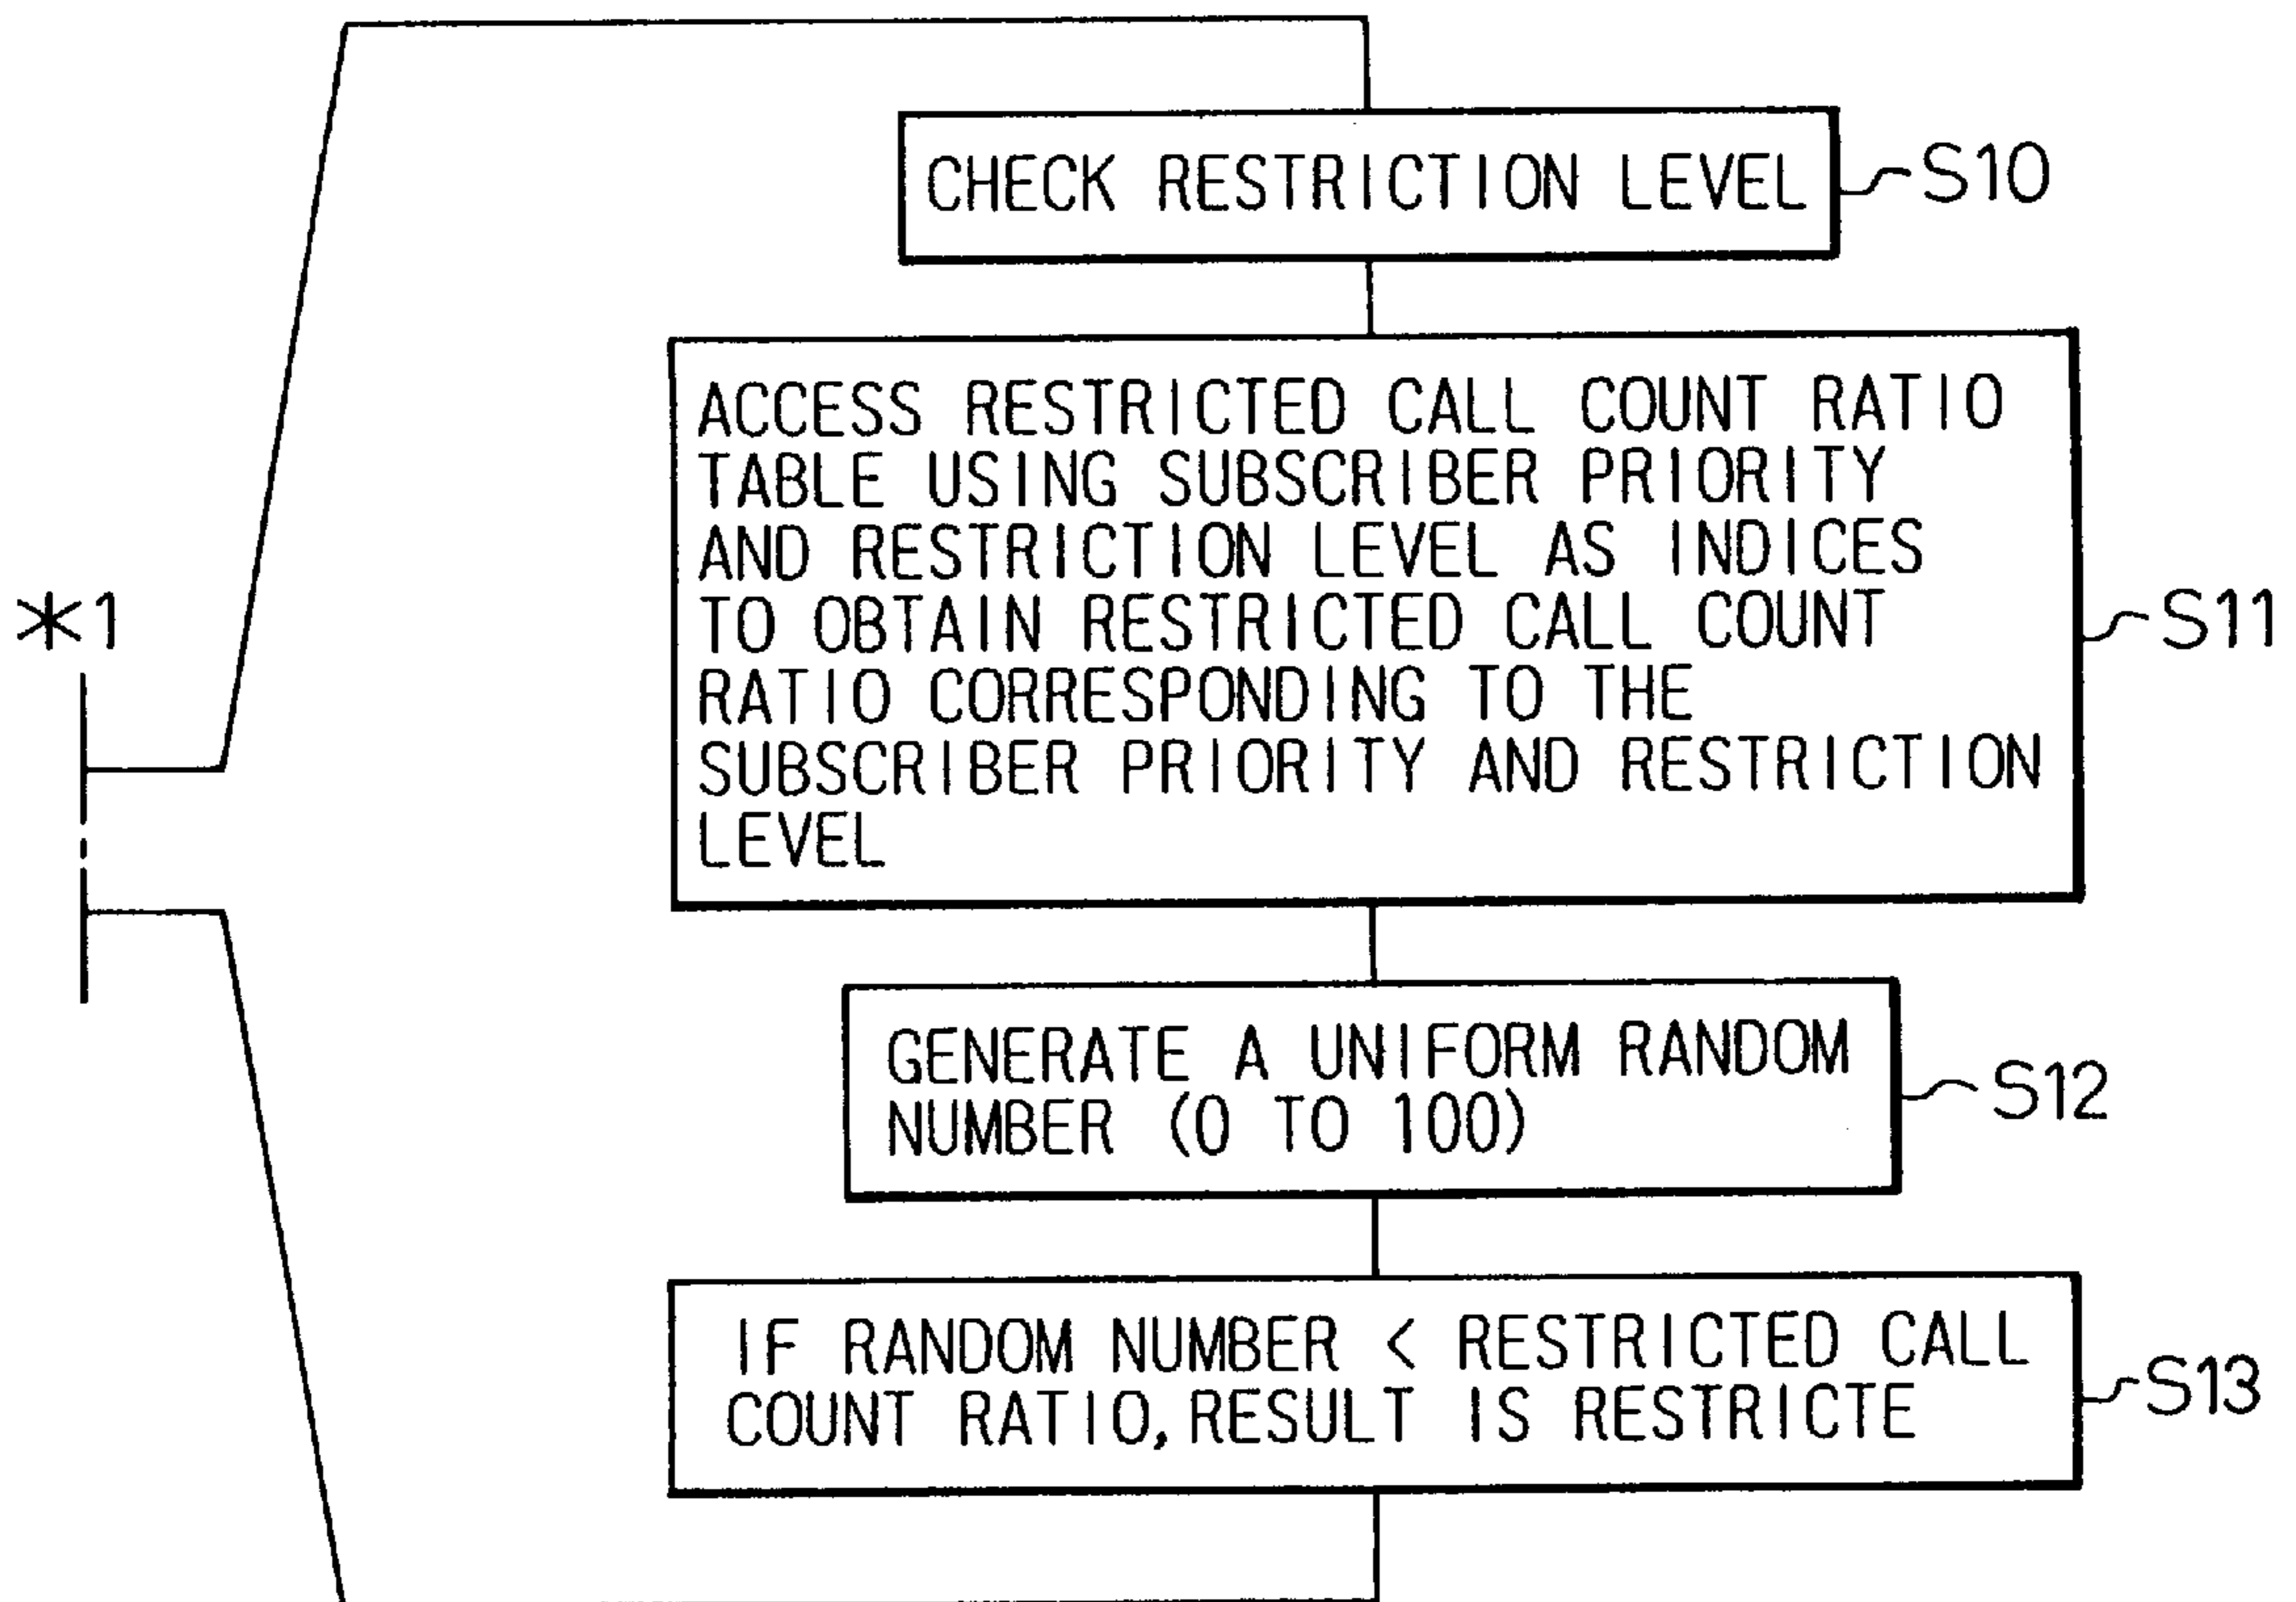 CHECK RESTRICTION LEVEL
S10
ACCESS RESTRICTED CALL COUNT RATIO
TABLE USING SUBSCRIBER PRIORITY
AND RESTRICTION LEVEL AS INDICES
TO OBTAIN RESTRICTED CALL COUNT
RATIO CORRESPONDING TO THE
SUBSCRIBER PRIORITY AND RESTRICTION
LEVEL
S11
*1
GENERATE A UNIFORM RANDOM
NUMBER (0 TO 100)
S12
IF RANDOM NUMBER < RESTRICTED CALL
COUNT RATIO, RESULT IS RESTRICTE
S13